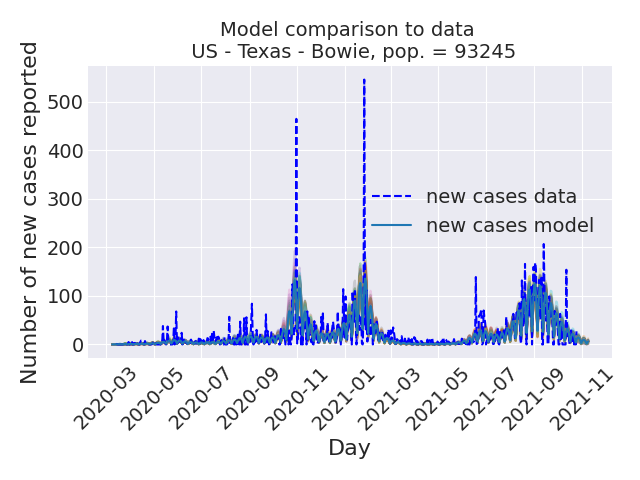 Model comparison to data
US - Texas - Bowie, pop. = 93245
Number of new cases reported
500
400
300
200
100
0
new cases data
new cases model
2020-03
2020-05
2020-07
2020-09
2020-11
2021-01
2021-03
2021-05
2021-07
2021-09
2021-11
Day